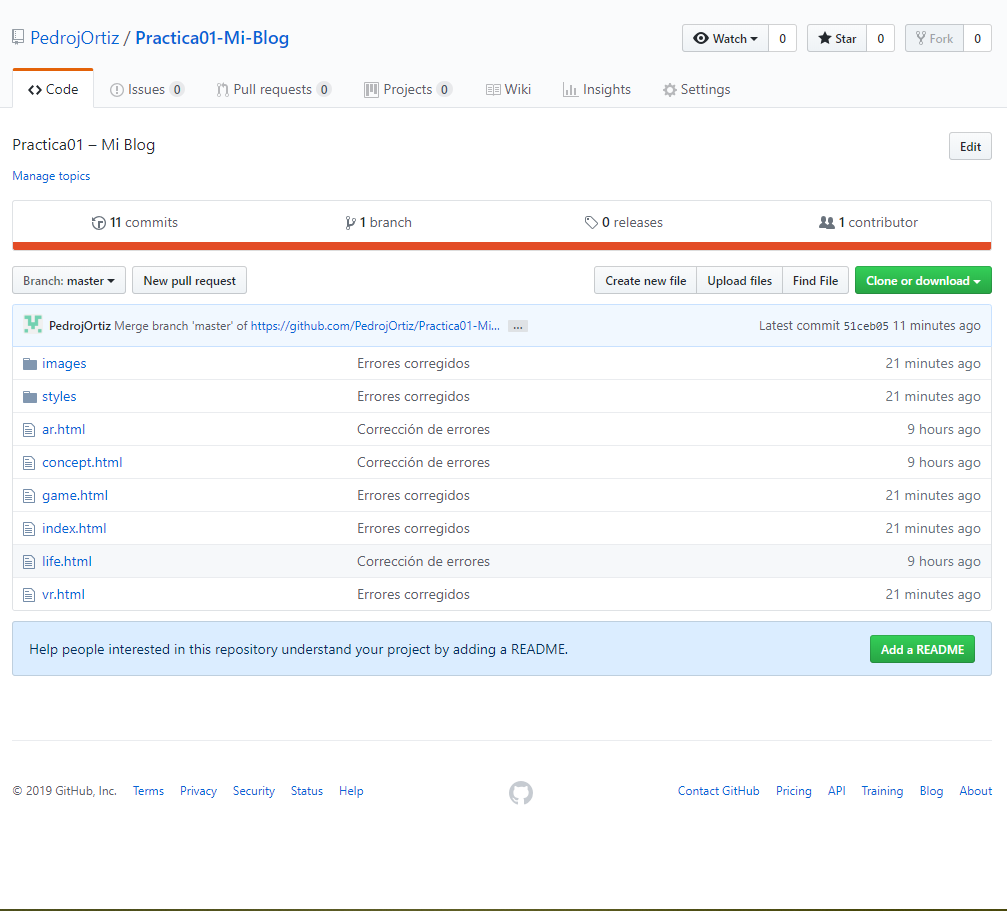 PedrojOrtiz / Practica01-Mi-Blog
Watch 0 Star 0 Fork 0
Code Issues 0 Pull requests 0 Projects 0 Wiki Insights Settings
Practica01 – Mi Blog
Edit
Manage topics
11 commits 1 branch 0 releases 1 contributor
Branch: master New pull request Create new file Upload files Find File Clone or download
PedrojOrtiz Merge branch 'master' of https://github.com/PedrojOrtiz/Practica01-Mi... ... Latest commit 51ceb05 11 minutes ago
images Errores corregidos 21 minutes ago
styles Errores corregidos 21 minutes ago
ar.html Corrección de errores 9 hours ago
concept.html Corrección de errores 9 hours ago
game.html Errores corregidos 21 minutes ago
index.html Errores corregidos 21 minutes ago
life.html Corrección de errores 9 hours ago
vr.html Errores corregidos 21 minutes ago
Help people interested in this repository understand your project by adding a README. Add a README
© 2019 GitHub, Inc. Terms Privacy Security Status Help Contact GitHub Pricing API Training Blog About